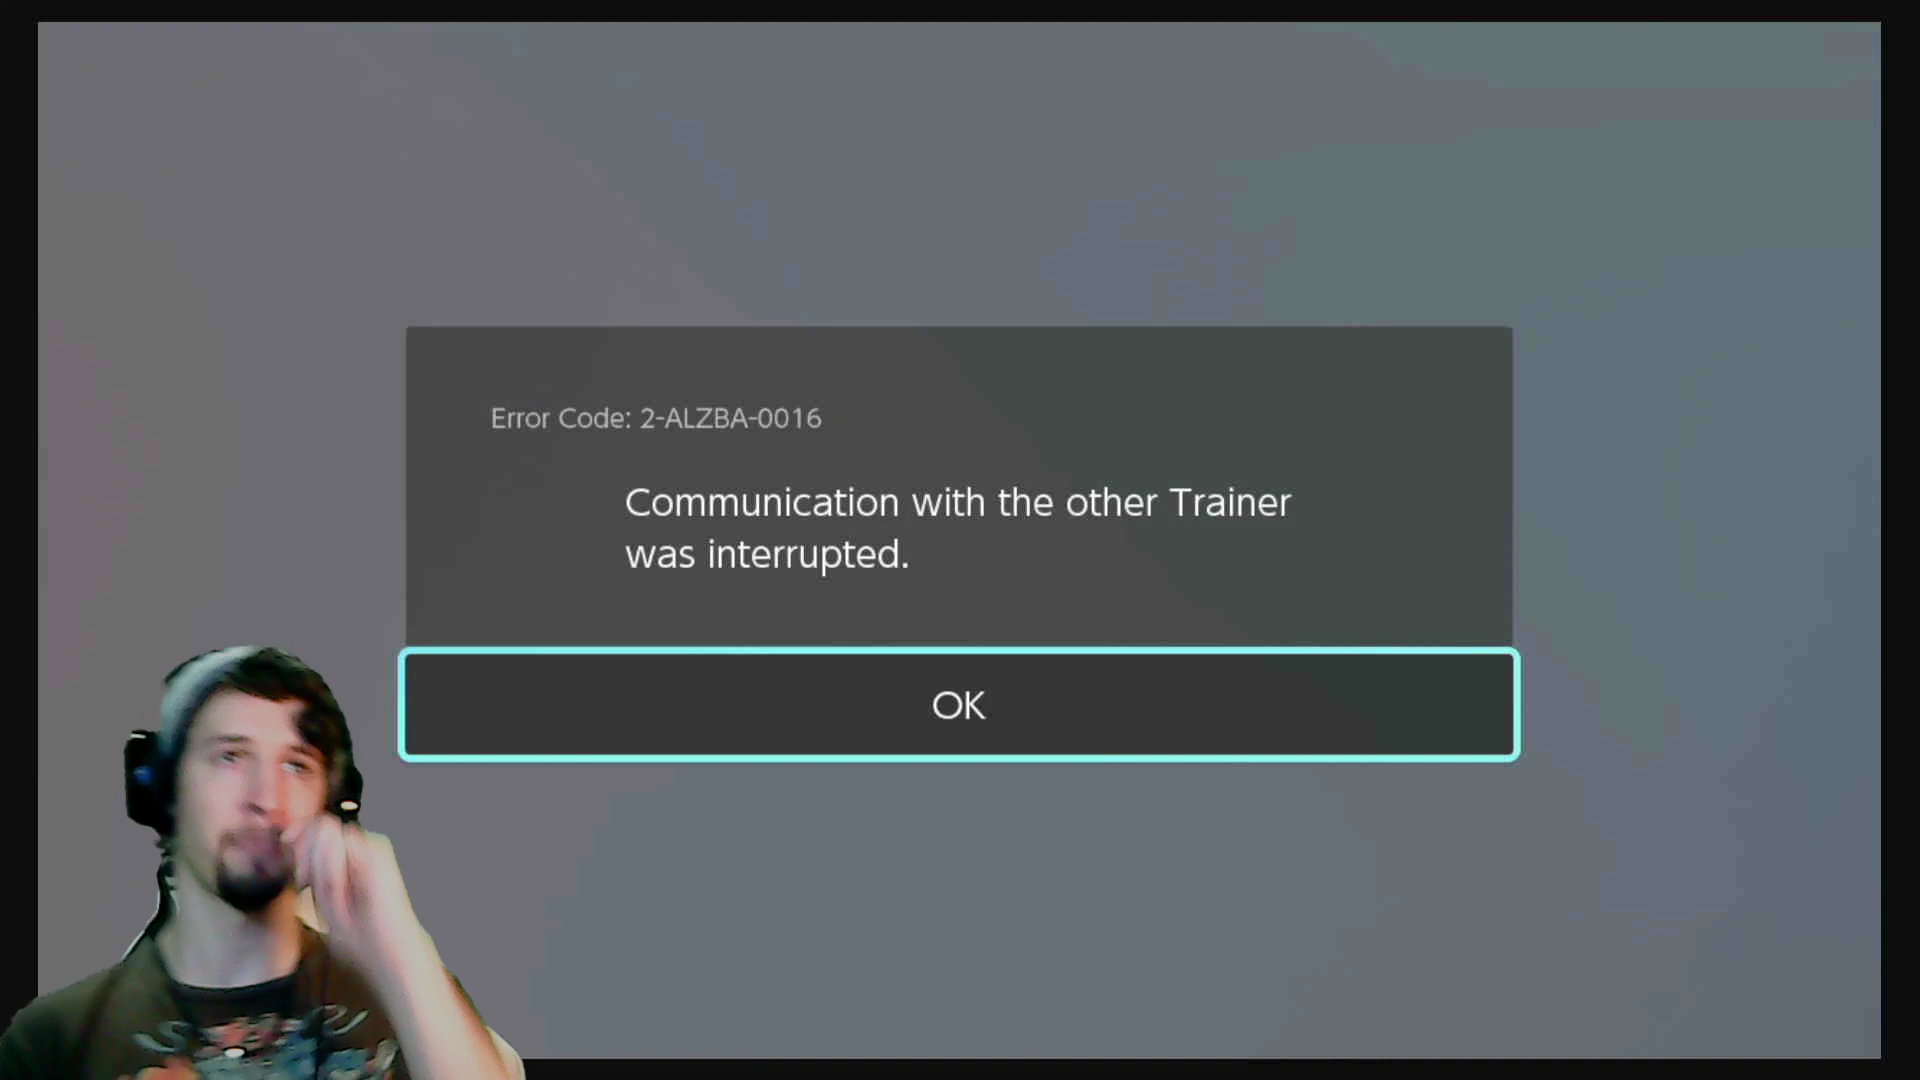 Error Code: 2-ALZBA-0016
Communication with the other Trainer
was interrupted.
OK